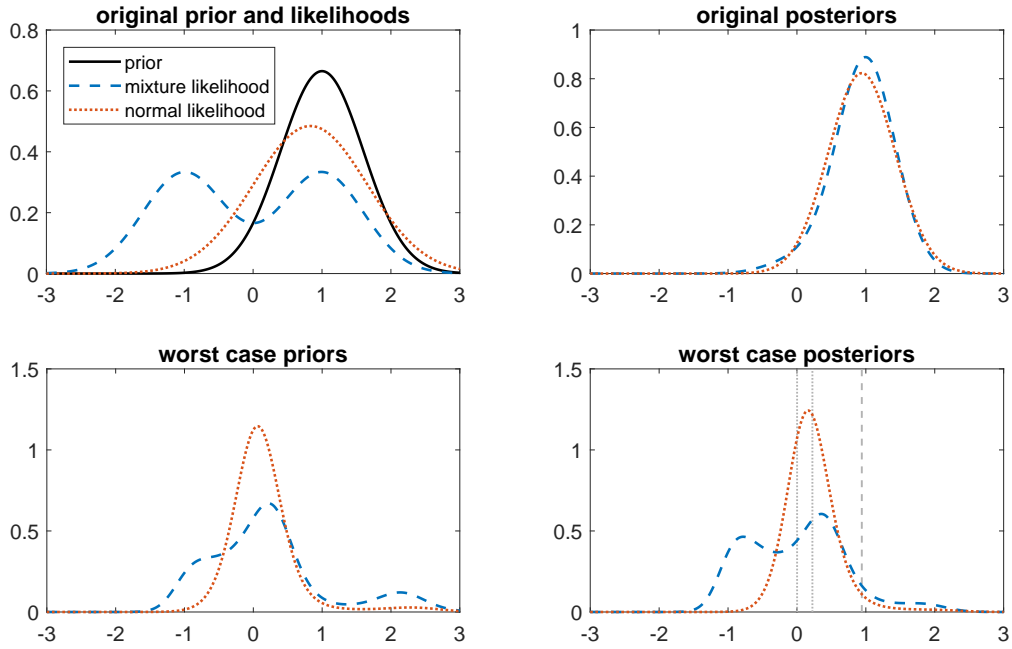 original prior and likelihoods
0.8
0.6
0.4
0.2
0
prior
mixture likelihood
normal likelihood
-3 -2 -1 0 1 2 3
original posteriors
1
0.8
0.6
0.4
0.2
0
-3 -2 -1 0 1 2 3
worst case priors
1.5
1
0.5
0
-3 -2 -1 0 1 2 3
worst case posteriors
1.5
1
0.5
0
-3 -2 -1 0 1 2 3